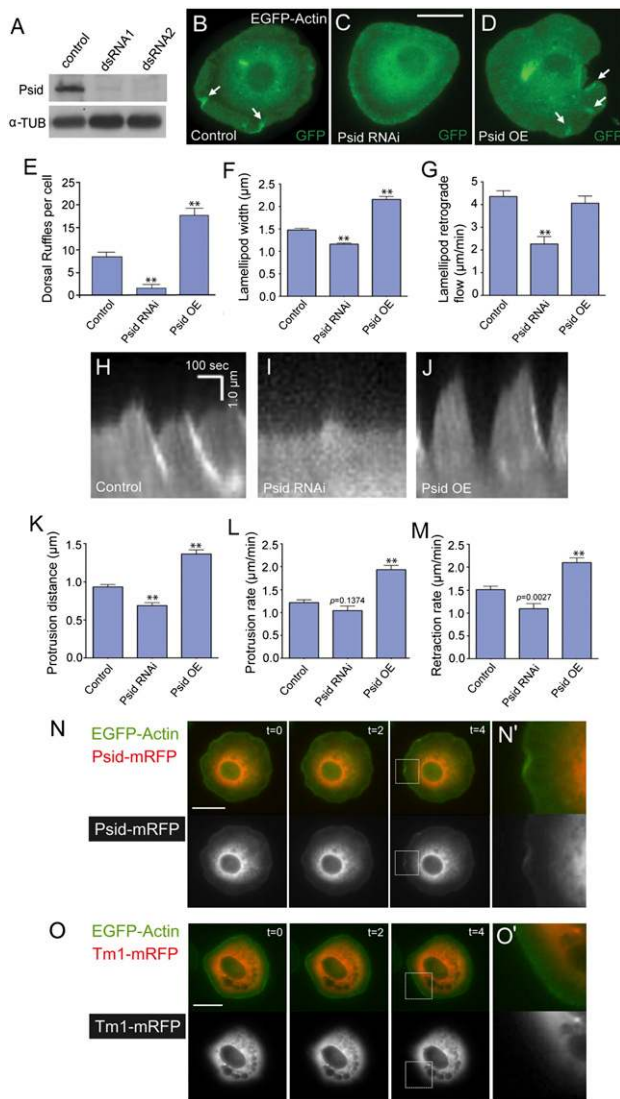 A
control
dsRNA1
dsRNA2
Psid
α-TUB
B
EGFP-Actin
Control
GFP
C
Psid RNAi
GFP
D
Psid OE
GFP
E
Dorsal Ruffles per cell
25
20
15
10
5
0
**
**
Control
Psid RNAi
Psid OE
F
Lamellipod width (μm)
2.5
2.0
1.5
1.0
0.5
0.0
**
**
Control
Psid RNAi
Psid OE
G
Lamellipod retrograde
flow (μm/min)
5
4
3
2
1
0
**
Control
Psid RNAi
Psid OE
H
100 sec
1.0 μm
Control
I
Psid RNAi
J
Psid OE
K
Protrusion distance (μm)
1.5
1.0
0.5
0.0
**
**
Control
Psid RNAi
Psid OE
L
Protrusion rate (μm/min)
2.5
2.0
1.5
1.0
0.5
0.0
p=0.1374
**
Control
Psid RNAi
Psid OE
M
Retraction rate (μm/min)
2.5
2.0
1.5
1.0
0.5
0.0
p=0.0027
**
Control
Psid RNAi
Psid OE
N
EGFP-Actin
Psid-mRFP
t=0
t=2
t=4
N'
Psid-mRFP
O
EGFP-Actin
Tm1-mRFP
t=0
t=2
t=4
O'
Tm1-mRFP